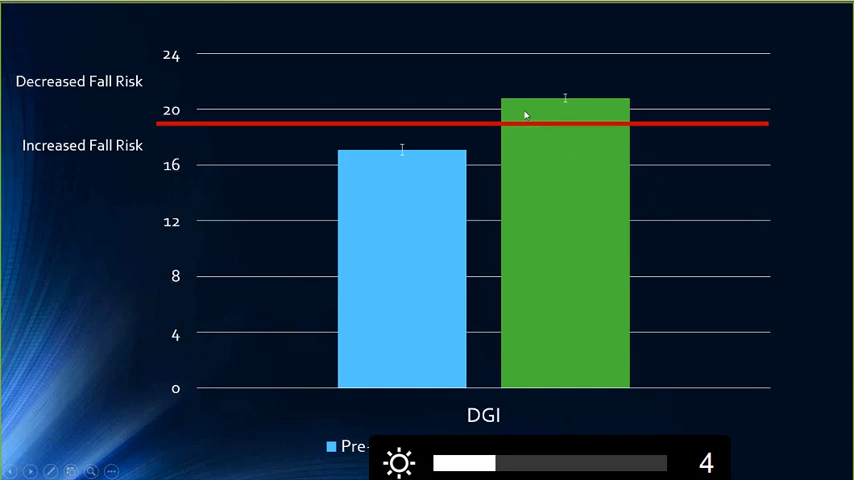 24
Decreased Fall Risk
20
Increased Fall Risk
16
12
8
4
0
DGI
Pre-
4